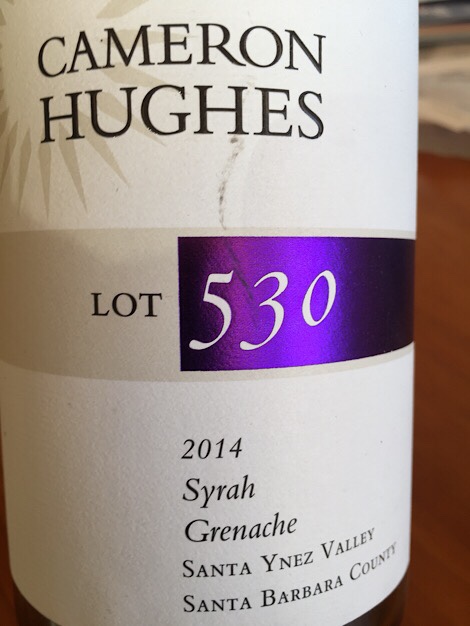 CAMERON
HUGHES
LOT 530
2014
Syrah
Grenache
SANTA YNEZ VALLEY
SANTA BARBARA COUNTY